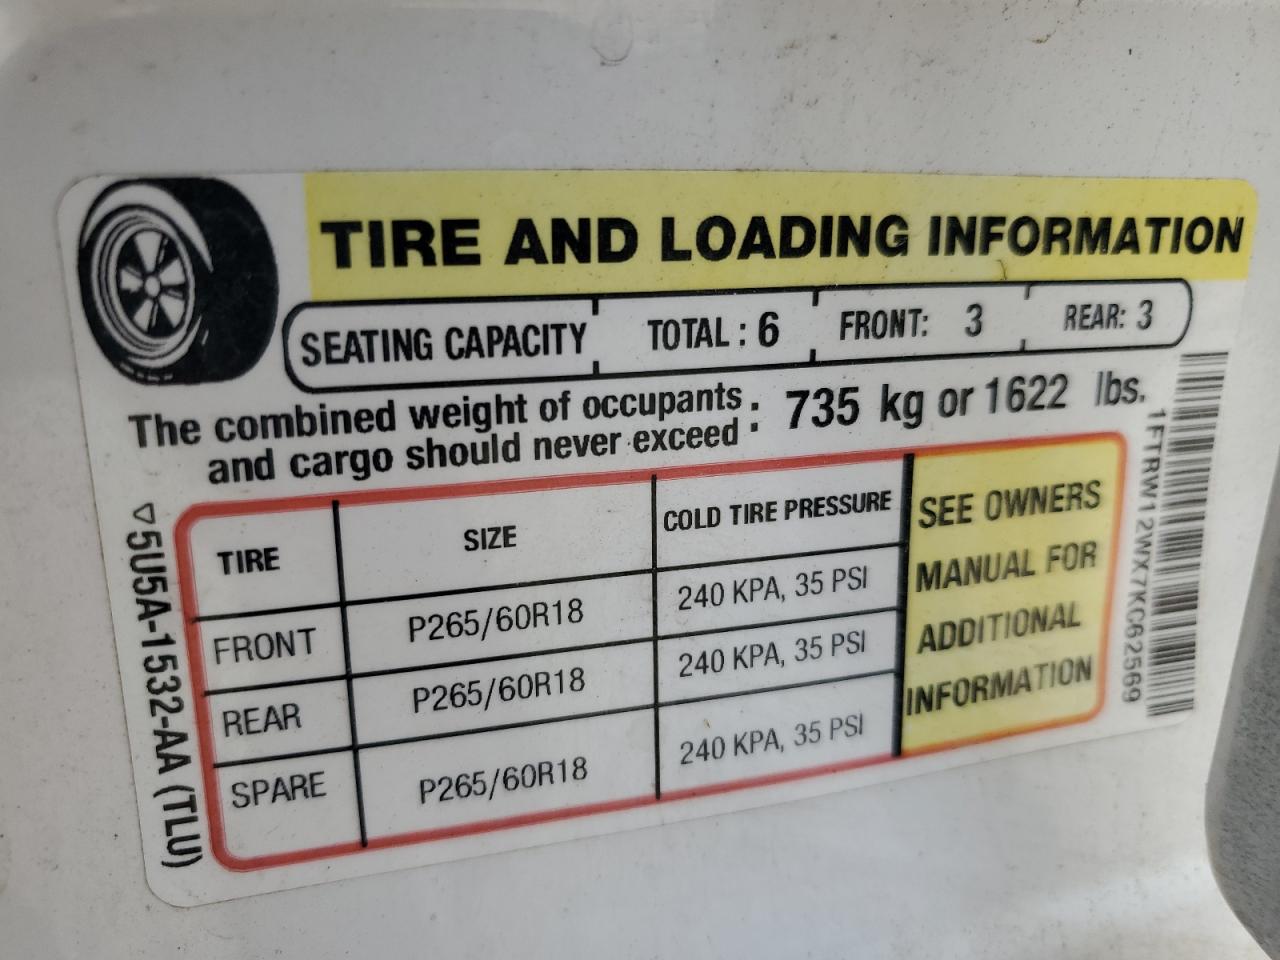 TIRE AND LOADING INFORMATION
SEATING CAPACITY TOTAL : 6 FRONT: 3 REAR: 3
The combined weight of occupants
and cargo should never exceed : 735 kg or 1622 lbs.
TIRE SIZE COLD TIRE PRESSURE
FRONT P265/60R18 240 KPA, 35 PSI
REAR P265/60R18 240 KPA, 35 PSI
SPARE P265/60R18 240 KPA, 35 PSI
SEE OWNERS
MANUAL FOR
ADDITIONAL
INFORMATION
5U5A-1532-AA (TLU)
1FTRW12WX7KC62569